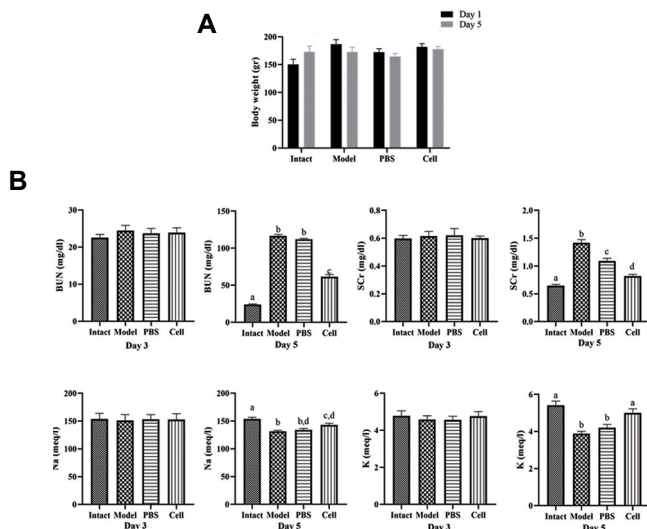 A
Day 1
Day 5
Body weight (gr)
200
150
100
50
0
Intact Model PBS Cell
B
BUN (mg/dl)
30
20
10
0
Intact Model PBS Cell
Day 3
BUN (mg/dl)
150
100
50
0
a b b c
Intact Model PBS Cell
Day 5
SCr (mg/dl)
0.8
0.6
0.4
0.2
0.0
Intact Model PBS Cell
Day 3
SCr (mg/dl)
2.0
1.5
1.0
0.5
0.0
a b c d
Intact Model PBS Cell
Day 5
Na (meq/l)
200
150
100
50
0
Intact Model PBS Cell
Day 3
Na (meq/l)
200
150
100
50
0
a b b,d c,d
Intact Model PBS Cell
Day 5
K (meq/l)
6
4
2
0
Intact Model PBS Cell
Day 3
K (meq/l)
6
4
2
0
a b b a
Intact Model PBS Cell
Day 5